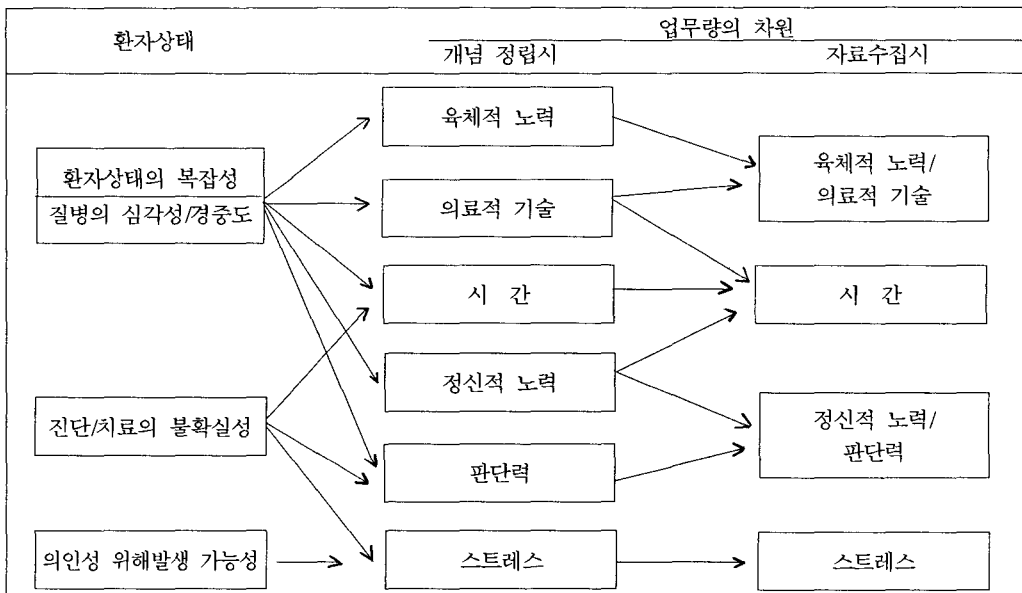 환자상태
업무량의 차원
개념 정립시
자료수집시
환자상태의 복잡성
질병의 심각성/경중도
진단/치료의 불확실성
의인성 위해발생 가능성
육체적 노력
의료적 기술
시 간
정신적 노력
판단력
스트레스
육체적 노력/
의료적 기술
시 간
정신적 노력/
판단력
스트레스